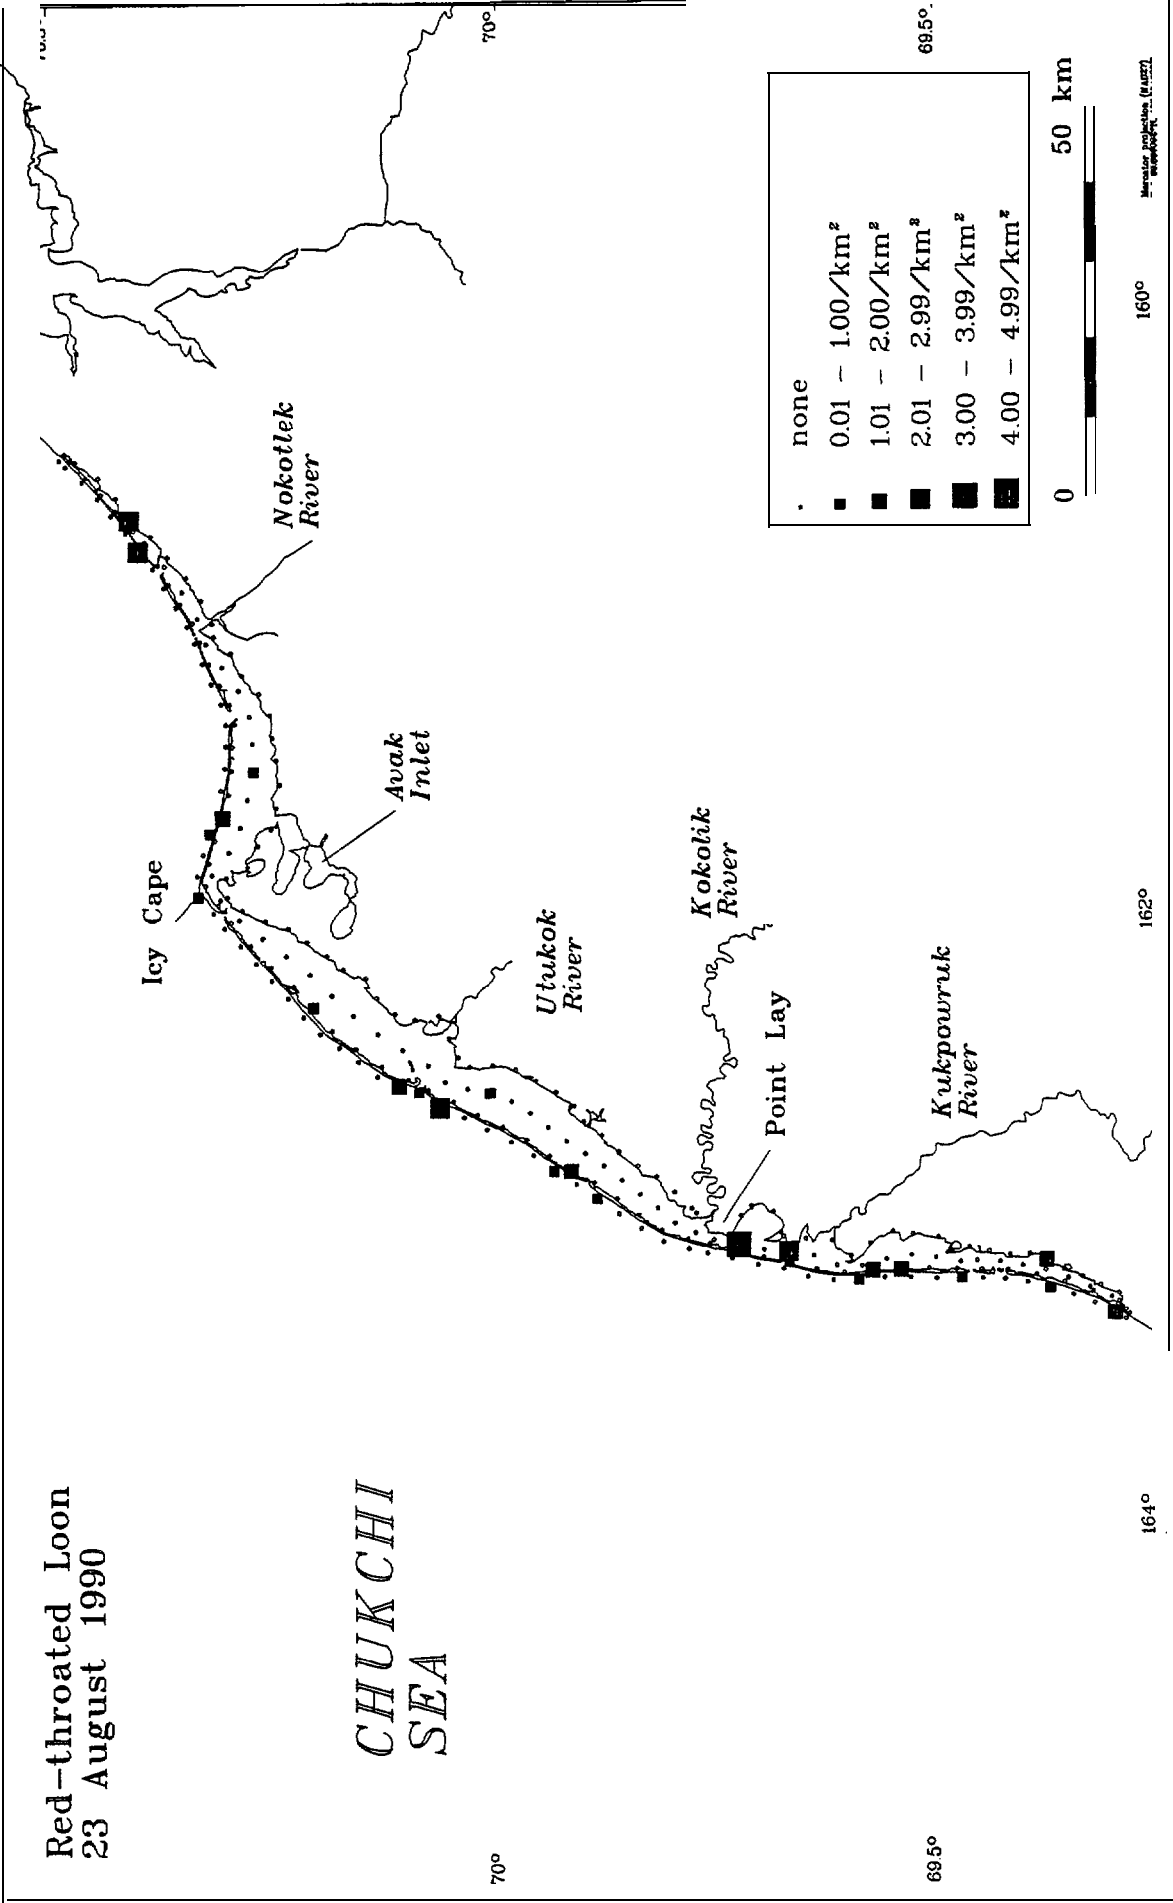 Red-throated Loon
23 August 1990
CHUKCHI
SEA
Icy Cape
Nokotlek
River
Avak
Inlet
Utukok
River
Kokolik
River
Point Lay
Kukpowruk
River
none
0.01 – 1.00/km²
1.01 – 2.00/km²
2.01 – 2.99/km²
3.00 – 3.99/km²
4.00 – 4.99/km²
0 50 km
Mercator projection (NAD27)
70°
69.5°
70°
69.5°
164°
162°
160°